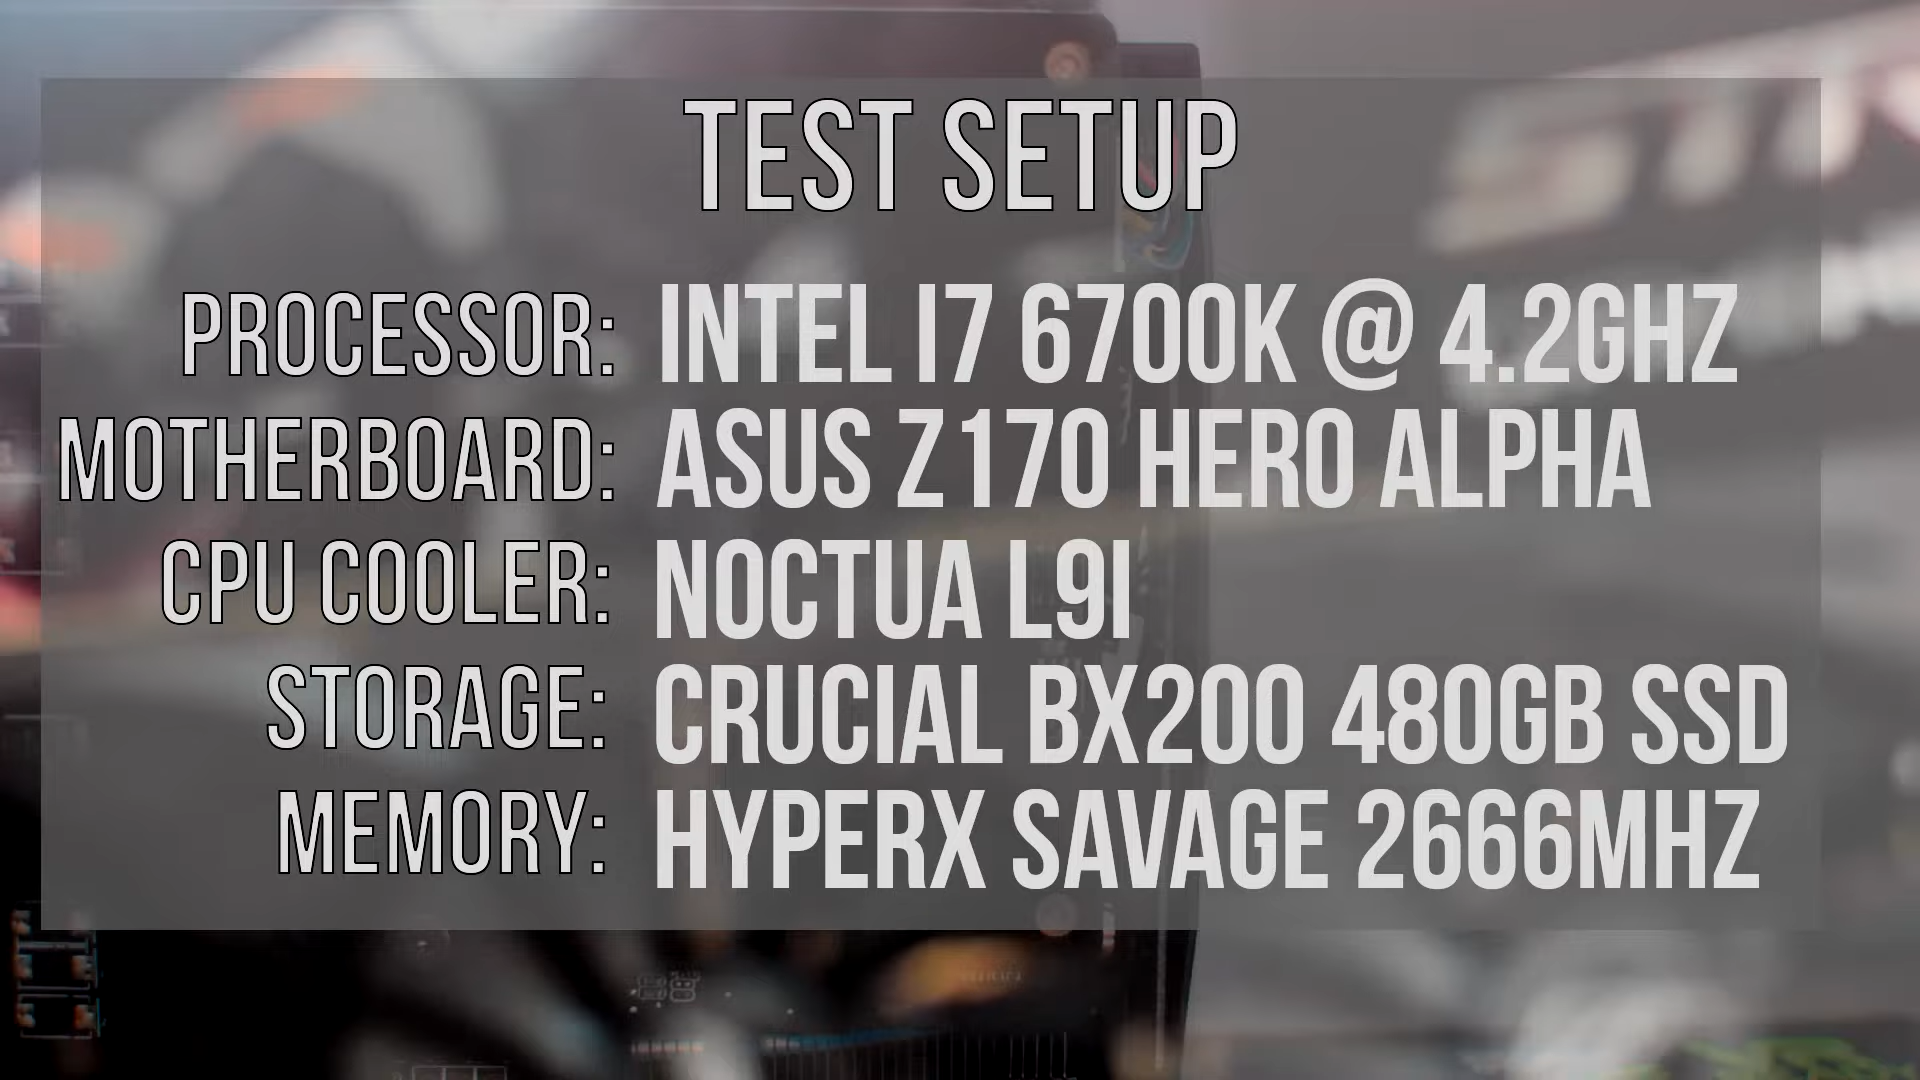 TEST SETUP
PROCESSOR: INTEL I7 6700K @ 4.2GHZ
MOTHERBOARD: ASUS Z170 HERO ALPHA
CPU COOLER: NOCTUA L9I
STORAGE: CRUCIAL BX200 480GB SSD
MEMORY: HYPERX SAVAGE 2666MHZ